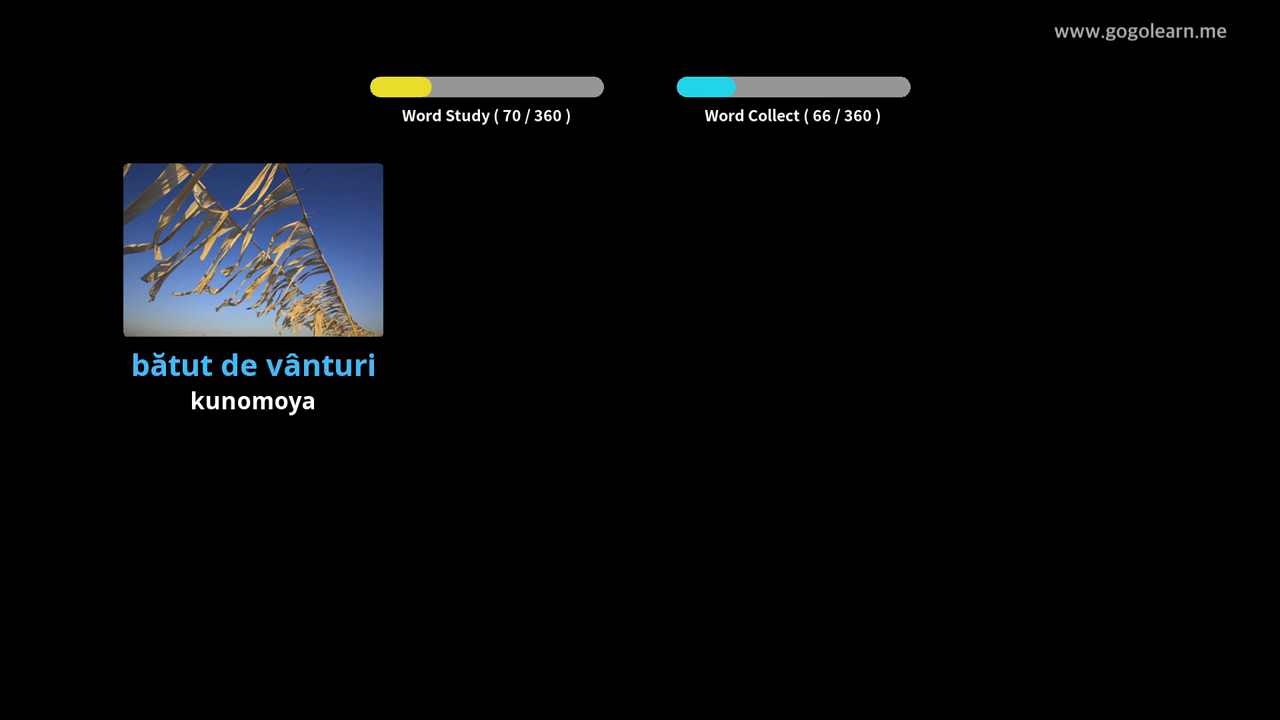 www.gogolearn.me
Word Study ( 70 / 360 )
Word Collect ( 66 / 360 )
bătut de vânturi
kunomoya